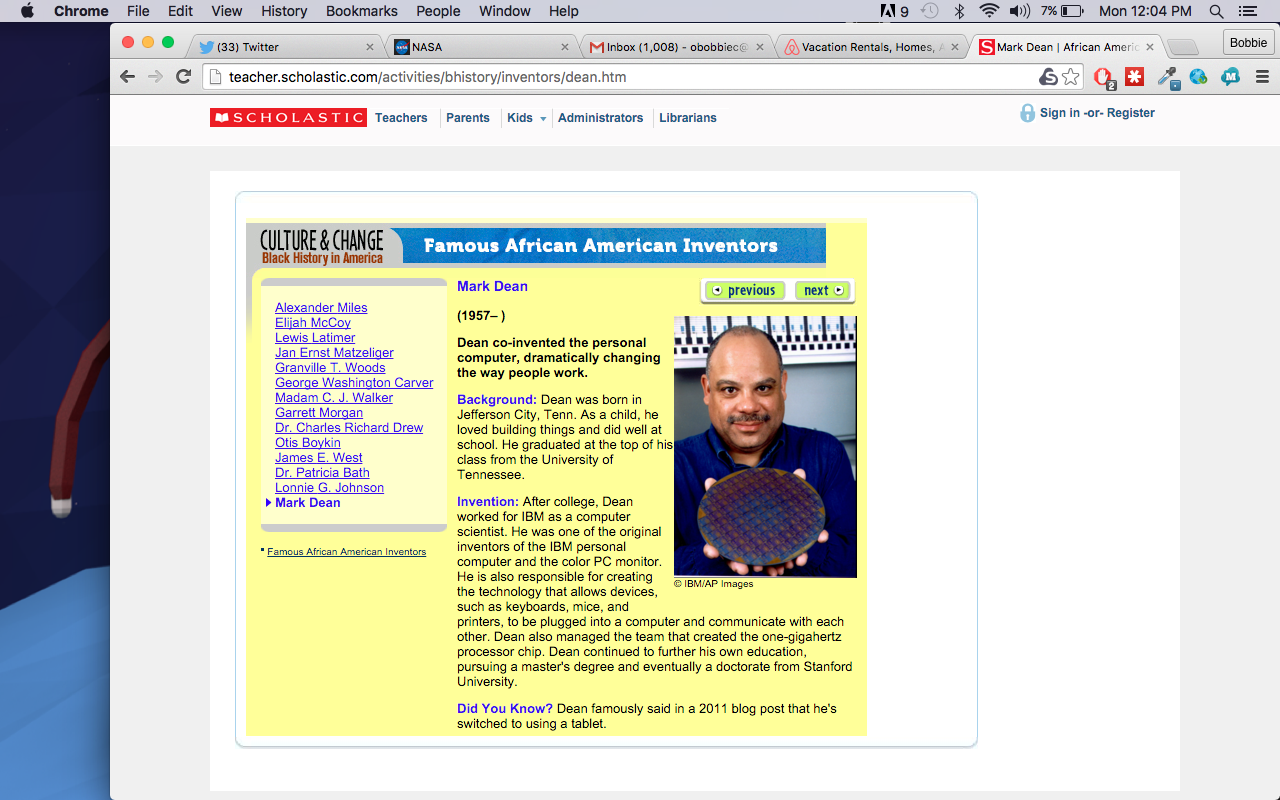 Chrome File Edit View History Bookmarks People Window Help 9 7% Mon 12:04 PM
(33) Twitter NASA Inbox (1,008) - obobbiec@ Vacation Rentals, Homes, A Mark Dean | African Americ Bobbie
teacher.scholastic.com/activities/bhistory/inventors/dean.htm 2
SCHOLASTIC Teachers Parents Kids Administrators Librarians Sign in -or- Register
CULTURE & CHANGE
Black History in America
Famous African American Inventors
Alexander Miles
Elijah McCoy
Lewis Latimer
Jan Ernst Matzeliger
Granville T. Woods
George Washington Carver
Madam C. J. Walker
Garrett Morgan
Dr. Charles Richard Drew
Otis Boykin
James E. West
Dr. Patricia Bath
Lonnie G. Johnson
Mark Dean
Famous African American Inventors
Mark Dean
previous next
(1957– )
Dean co-invented the personal
computer, dramatically changing
the way people work.
Background: Dean was born in
Jefferson City, Tenn. As a child, he
loved building things and did well at
school. He graduated at the top of his
class from the University of
Tennessee.
Invention: After college, Dean
worked for IBM as a computer
scientist. He was one of the original
inventors of the IBM personal
computer and the color PC monitor.
He is also responsible for creating
the technology that allows devices,
such as keyboards, mice, and
printers, to be plugged into a computer and communicate with each
other. Dean also managed the team that created the one-gigahertz
processor chip. Dean continued to further his own education,
pursuing a master's degree and eventually a doctorate from Stanford
University.
© IBM/AP Images
Did You Know? Dean famously said in a 2011 blog post that he's
switched to using a tablet.